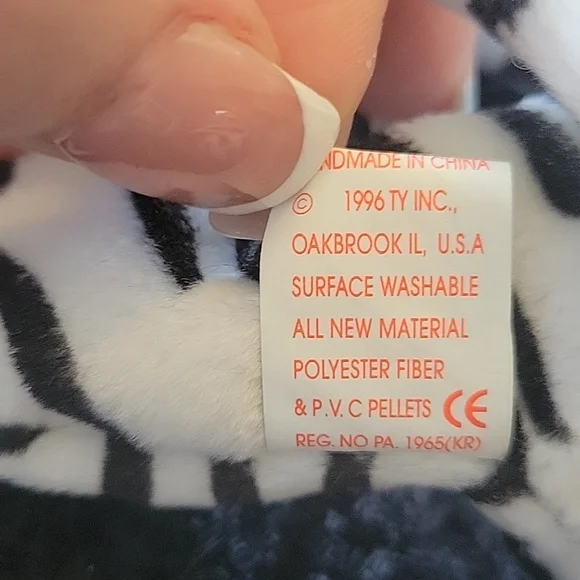 NDMADE IN CHINA
© 1996 TY INC.,
OAKBROOK IL, U.S.A
SURFACE WASHABLE
ALL NEW MATERIAL
POLYESTER FIBER
& P.V.C PELLETS CE
REG. NO PA. 1965(KR)